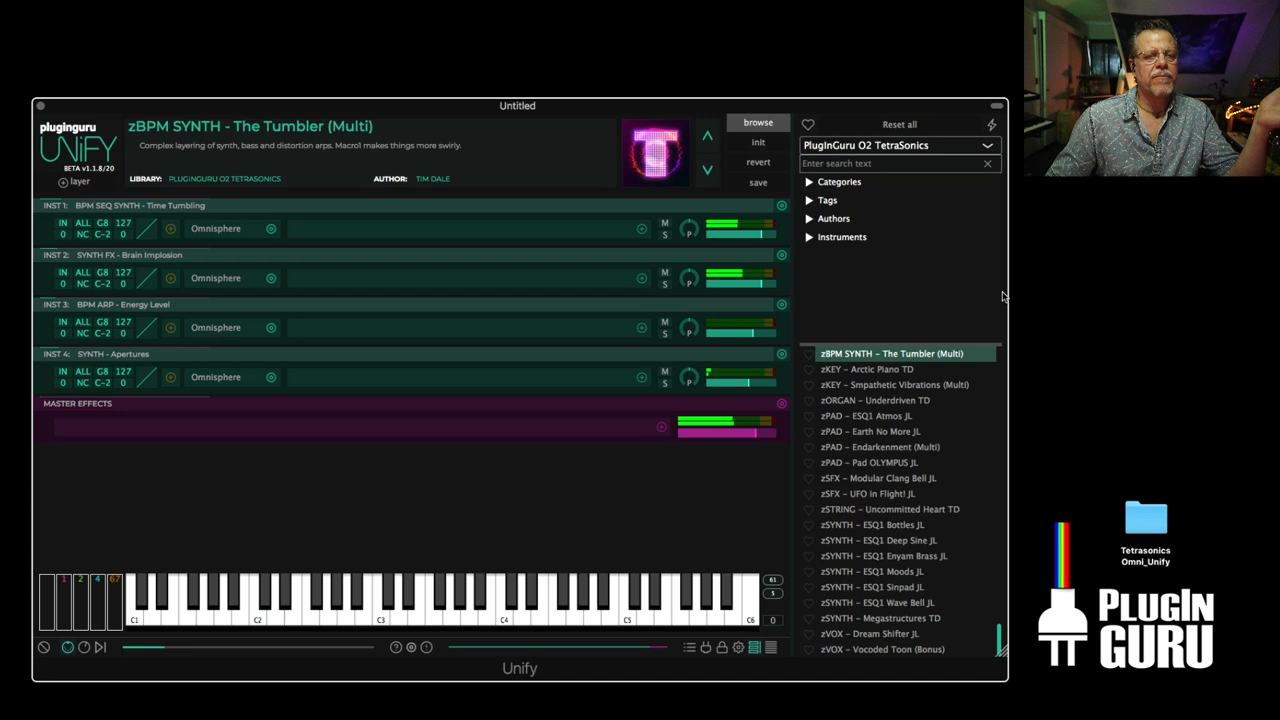 Untitled
pluginguru
UNIFY
BETA v1.1.8/20
layer
zBPM SYNTH - The Tumbler (Multi)
Complex layering of synth, bass and distortion arps. Macro1 makes things more swirly.
LIBRARY: PLUGINGURU O2 TETRASONICS
AUTHOR: TIM DALE
T
browse
init
revert
save
INST 1: BPM SEQ SYNTH - Time Tumbling
IN ALL G8 127
0 NC C-2 0
Omnisphere
M
S
P
INST 2: SYNTH FX - Brain Implosion
IN ALL G8 127
0 NC C-2 0
Omnisphere
M
S
P
INST 3: BPM ARP - Energy Level
IN ALL G8 127
0 NC C-2 0
Omnisphere
M
S
P
INST 4: SYNTH - Apertures
IN ALL G8 127
0 NC C-2 0
Omnisphere
M
S
P
MASTER EFFECTS
1 2 4 67
C1 C2 C3 C4 C5 C6
61
5
0
Unify
Reset all
PlugInGuru O2 TetraSonics
Enter search text
Categories
Tags
Authors
Instruments
zBPM SYNTH – The Tumbler (Multi)
zKEY – Arctic Piano TD
zKEY – Smpathetic Vibrations (Multi)
zORGAN – Underdriven TD
zPAD – ESQ1 Atmos JL
zPAD – Earth No More JL
zPAD – Endarkenment (Multi)
zPAD – Pad OLYMPUS JL
zSFX – Modular Clang Bell JL
zSFX – UFO in Flight! JL
zSTRING – Uncommitted Heart TD
zSYNTH – ESQ1 Bottles JL
zSYNTH – ESQ1 Deep Sine JL
zSYNTH – ESQ1 Enyam Brass JL
zSYNTH – ESQ1 Moods JL
zSYNTH – ESQ1 Sinpad JL
zSYNTH – ESQ1 Wave Bell JL
zSYNTH – Megastructures TD
zVOX – Dream Shifter JL
zVOX – Vocoded Toon (Bonus)
Tetrasonics
Omni_Unify
PLUGIN
GURU